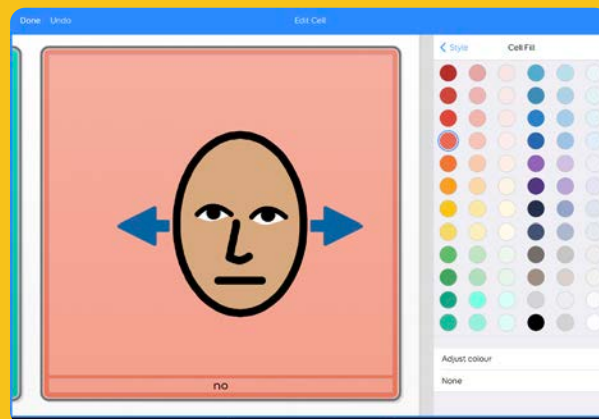 Done Undo Edit Cell
Style Cell Fill
no
Adjust colour
None